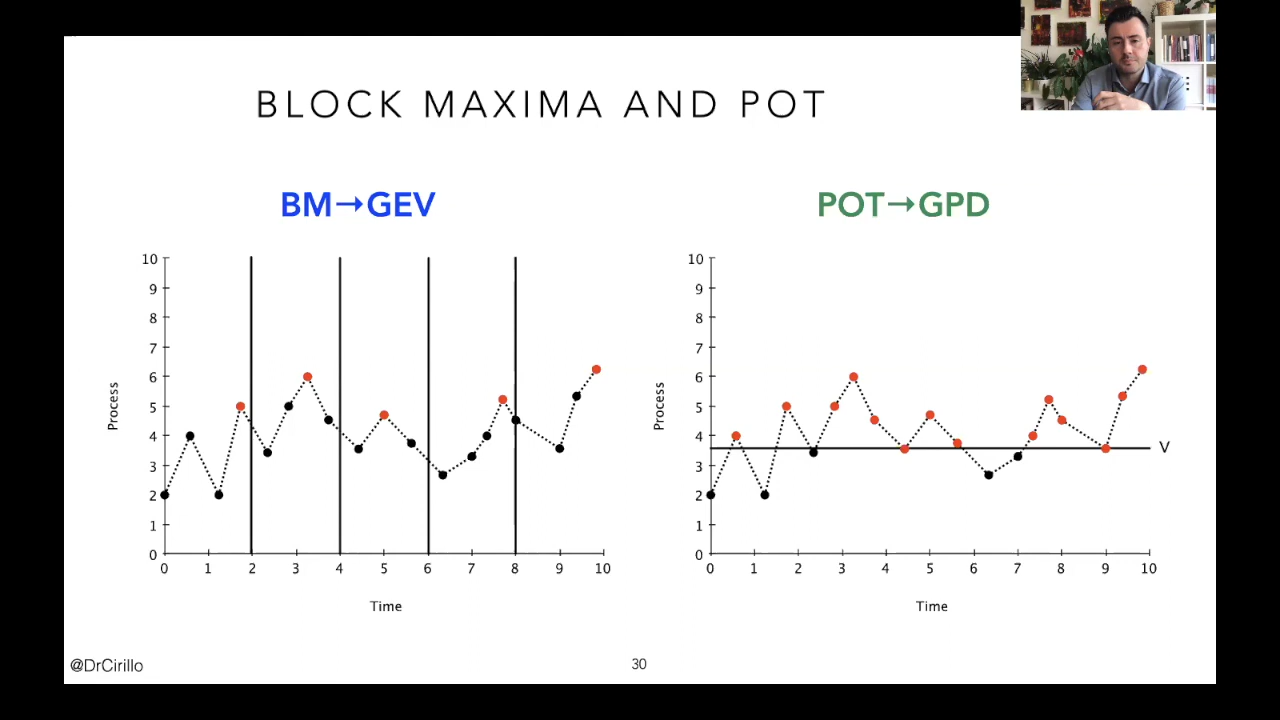 BLOCK MAXIMA AND POT
BM→GEV
POT→GPD
10
9
8
7
6
5
4
3
2
1
0
Process
0 1 2 3 4 5 6 7 8 9 10
Time
10
9
8
7
6
5
4
3
2
1
0
Process
V
0 1 2 3 4 5 6 7 8 9 10
Time
@DrCirillo
30